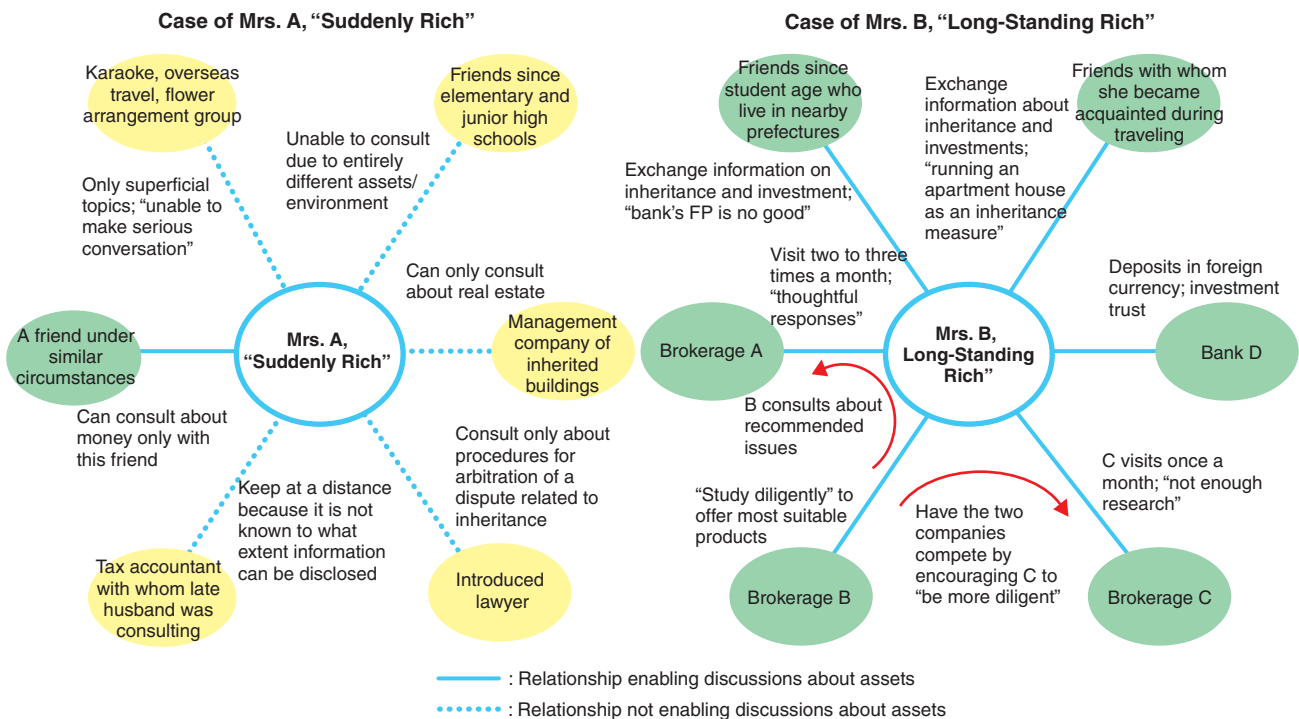 Case of Mrs. A, “Suddenly Rich”
Karaoke, overseas
travel, flower
arrangement group
Friends since
elementary and
junior high
schools
Unable to consult
due to entirely
different assets/
environment
Only superficial
topics; “unable to
make serious
conversation”
Can only consult
about real estate
A friend under
similar
circumstances
Mrs. A,
“Suddenly Rich”
Management
company of
inherited
buildings
Can consult about
money only with
this friend
Consult only about
procedures for
arbitration of a
dispute related to
inheritance
Keep at a distance
because it is not
known to what
extent information
can be disclosed
Tax accountant
with whom late
husband was
consulting
Introduced
lawyer
Case of Mrs. B, “Long-Standing Rich”
Friends since
student age who
live in nearby
prefectures
Exchange
information about
inheritance and
investments;
“running an
apartment house
as an inheritance
measure”
Friends with whom
she became
acquainted during
traveling
Exchange information on
inheritance and investment;
“bank’s FP is no good”
Visit two to three
times a month;
“thoughtful
responses”
Deposits in foreign
currency; investment
trust
Brokerage A
Mrs. B,
Long-Standing
Rich”
Bank D
B consults about
recommended
issues
C visits once a
month; “not enough
research”
“Study diligently” to
offer most suitable
products
Have the two
companies
compete by
encouraging C to
“be more diligent”
Brokerage B
Brokerage C
: Relationship enabling discussions about assets
: Relationship not enabling discussions about assets